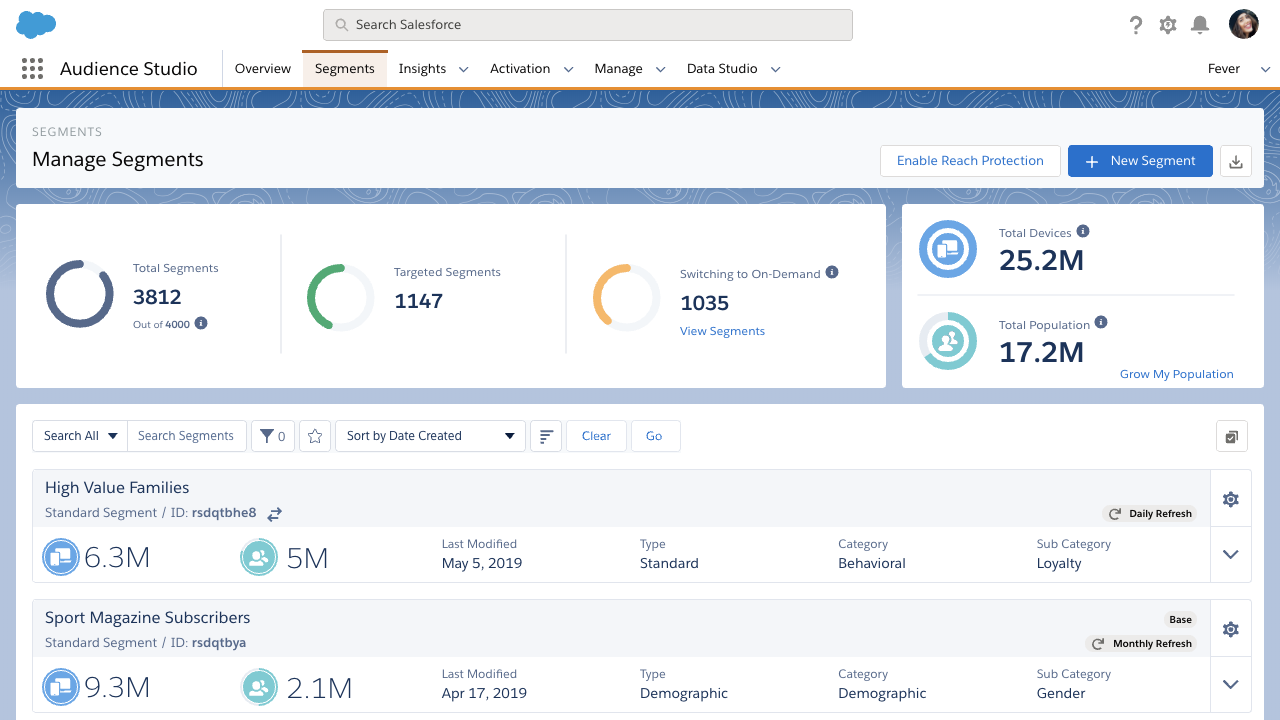 Search Salesforce
Audience Studio
Overview
Segments
Insights
Activation
Manage
Data Studio
Fever
SEGMENTS
Manage Segments
Enable Reach Protection
New Segment
Total Segments
3812
Out of 4000
Targeted Segments
1147
Switching to On-Demand
1035
View Segments
Total Devices
25.2M
Total Population
17.2M
Grow My Population
Search All
Search Segments
0
Sort by Date Created
Clear
Go
High Value Families
Standard Segment / ID: rsdqtbhe8
Daily Refresh
6.3M
5M
Last Modified
May 5, 2019
Type
Standard
Category
Behavioral
Sub Category
Loyalty
Sport Magazine Subscribers
Base
Standard Segment / ID: rsdqtbya
Monthly Refresh
9.3M
2.1M
Last Modified
Apr 17, 2019
Type
Demographic
Category
Demographic
Sub Category
Gender